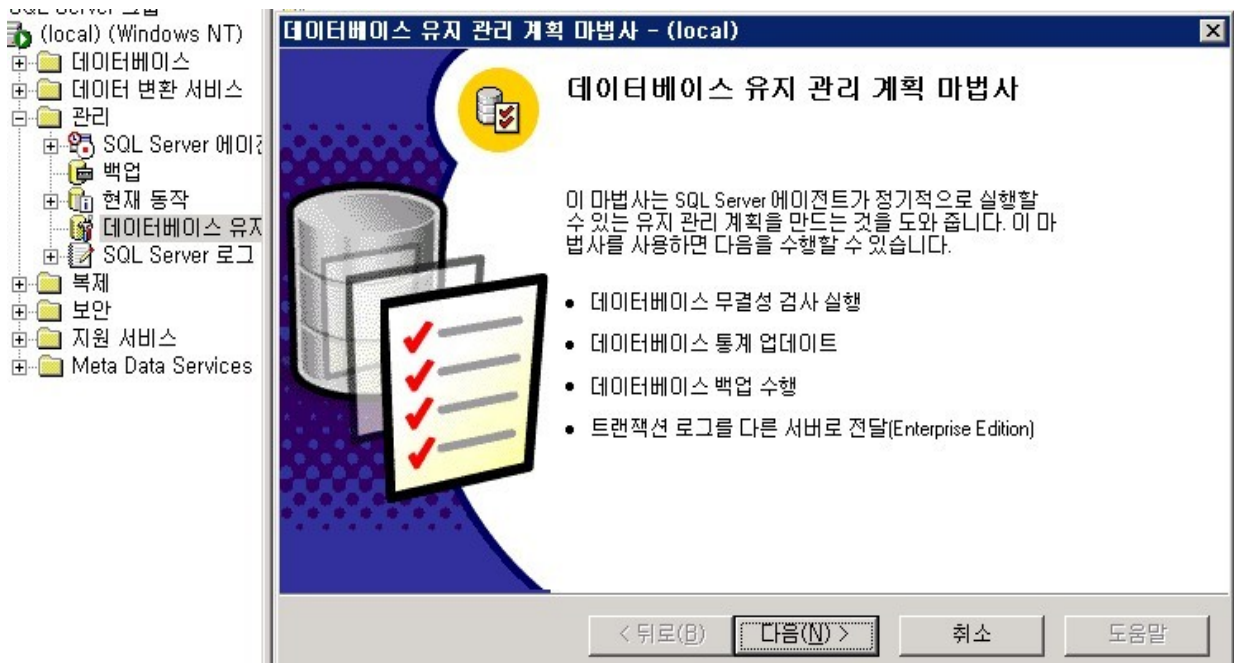 SQL Server 그룹
(local) (Windows NT)
데이터베이스
데이터 변환 서비스
관리
SQL Server 에이전
백업
현재 동작
데이터베이스 유지
SQL Server 로그
복제
보안
지원 서비스
Meta Data Services
데이터베이스 유지 관리 계획 마법사 - (local)
데이터베이스 유지 관리 계획 마법사
이 마법사는 SQL Server 에이전트가 정기적으로 실행할
수 있는 유지 관리 계획을 만드는 것을 도와 줍니다. 이 마
법사를 사용하면 다음을 수행할 수 있습니다.
• 데이터베이스 무결성 검사 실행
• 데이터베이스 통계 업데이트
• 데이터베이스 백업 수행
• 트랜잭션 로그를 다른 서버로 전달(Enterprise Edition)
< 뒤로(B)
다음(N) >
취소
도움말